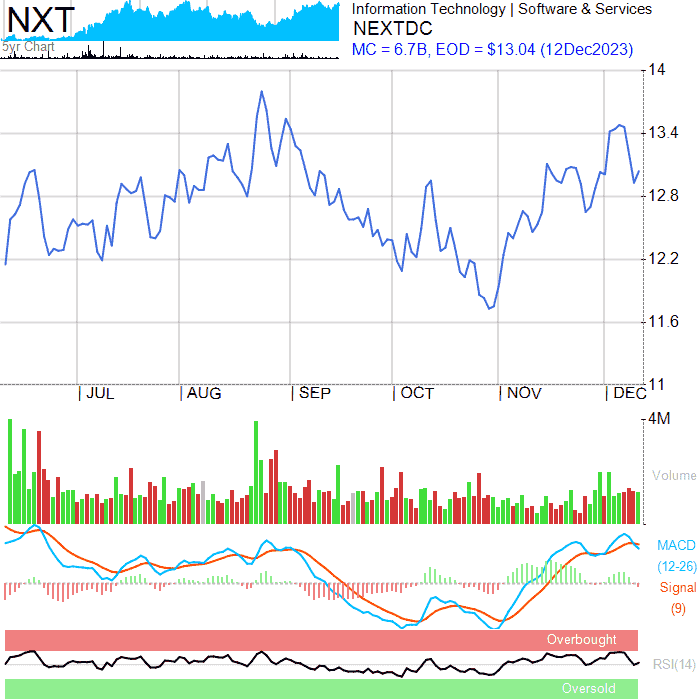 NXT
5yr Chart
Information Technology | Software & Services
NEXTDC
MC = 6.7B, EOD = $13.04 (12Dec2023)
14
13.4
12.8
12.2
11.6
11
| JUL | AUG | SEP | OCT | NOV | DEC
4M
Volume
MACD
(12-26)
Signal
(9)
Overbought
RSI(14)
Oversold